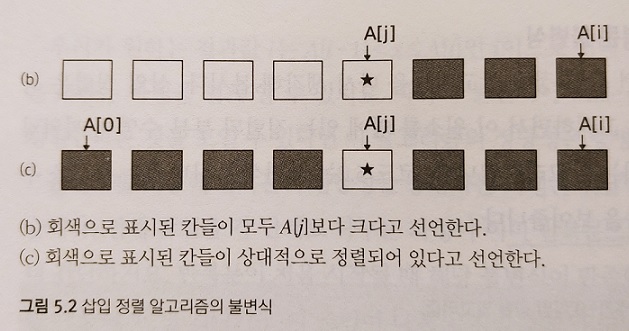 A[j] A[i]
(b) ★
A[0] A[j] A[i]
(c) ★
(b) 회색으로 표시된 칸들이 모두 A[j]보다 크다고 선언한다.
(c) 회색으로 표시된 칸들이 상대적으로 정렬되어 있다고 선언한다.
그림 5.2 삽입 정렬 알고리즘의 불변식